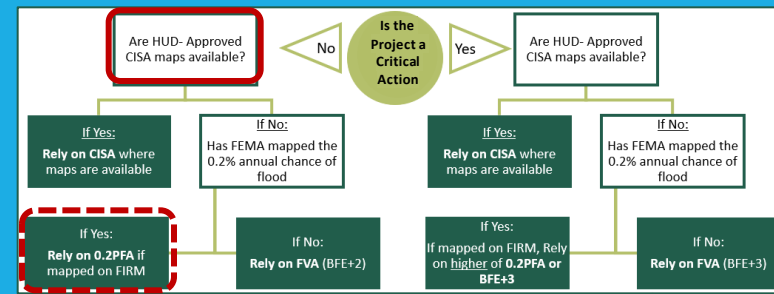 Is the
Project a
Critical
Action
No
Yes
Are HUD- Approved
CISA maps available?
If Yes:
Rely on CISA where
maps are available
If No:
Has FEMA mapped the
0.2% annual chance of
flood
If Yes:
Rely on 0.2PFA if
mapped on FIRM
If No:
Rely on FVA (BFE+2)
Are HUD- Approved
CISA maps available?
If Yes:
Rely on CISA where
maps are available
If No:
Has FEMA mapped the
0.2% annual chance of
flood
If Yes:
If mapped on FIRM, Rely
on higher of 0.2PFA or
BFE+3
If No:
Rely on FVA (BFE+3)